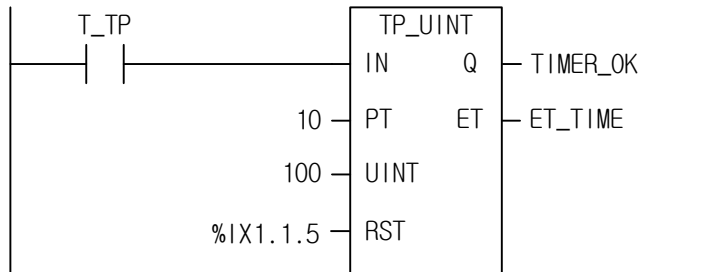 T_TP
TP_UINT
IN Q TIMER_OK
10 PT ET ET_TIME
100 UINT
%IX1.1.5 RST